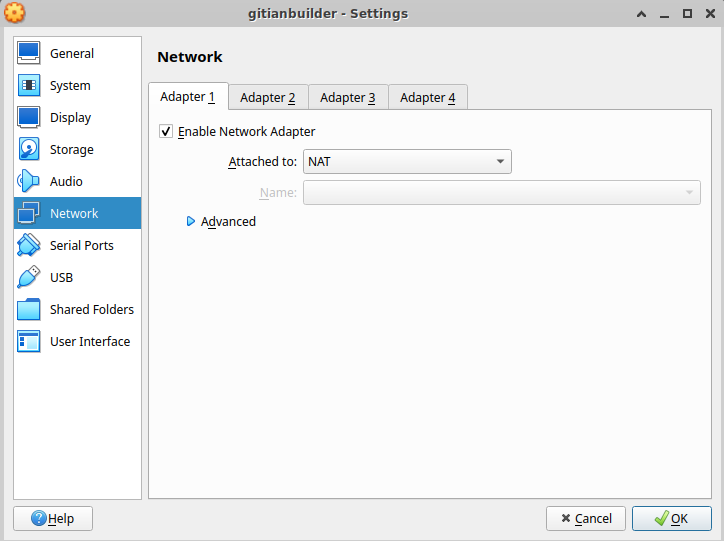 gitianbuilder - Settings
General
System
Display
Storage
Audio
Network
Serial Ports
USB
Shared Folders
User Interface
Network
Adapter 1 Adapter 2 Adapter 3 Adapter 4
Enable Network Adapter
Attached to: NAT
Name:
Advanced
Help Cancel OK